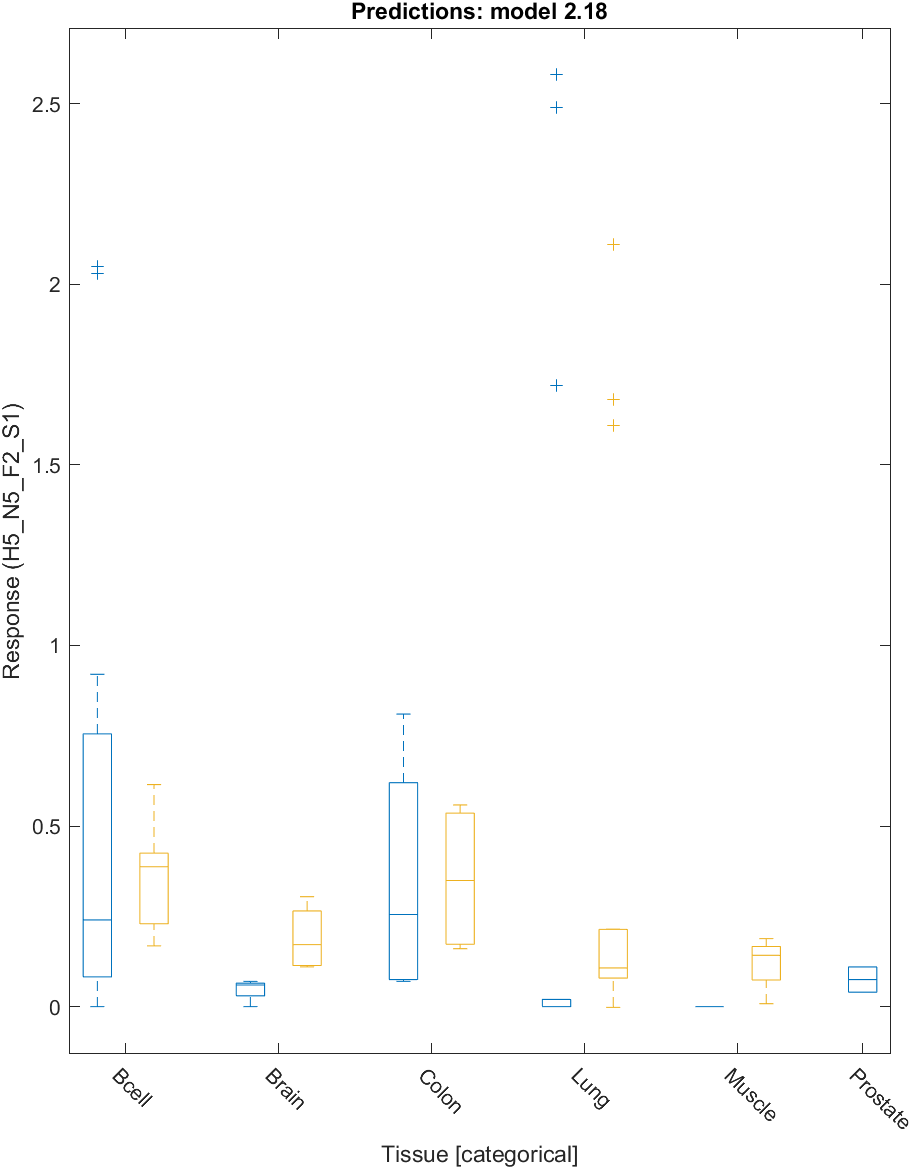 Predictions: model 2.18
2.5
2
1.5
1
0.5
0
Response (H5_N5_F2_S1)
Bcell
Brain
Colon
Lung
Muscle
Prostate
Tissue [categorical]